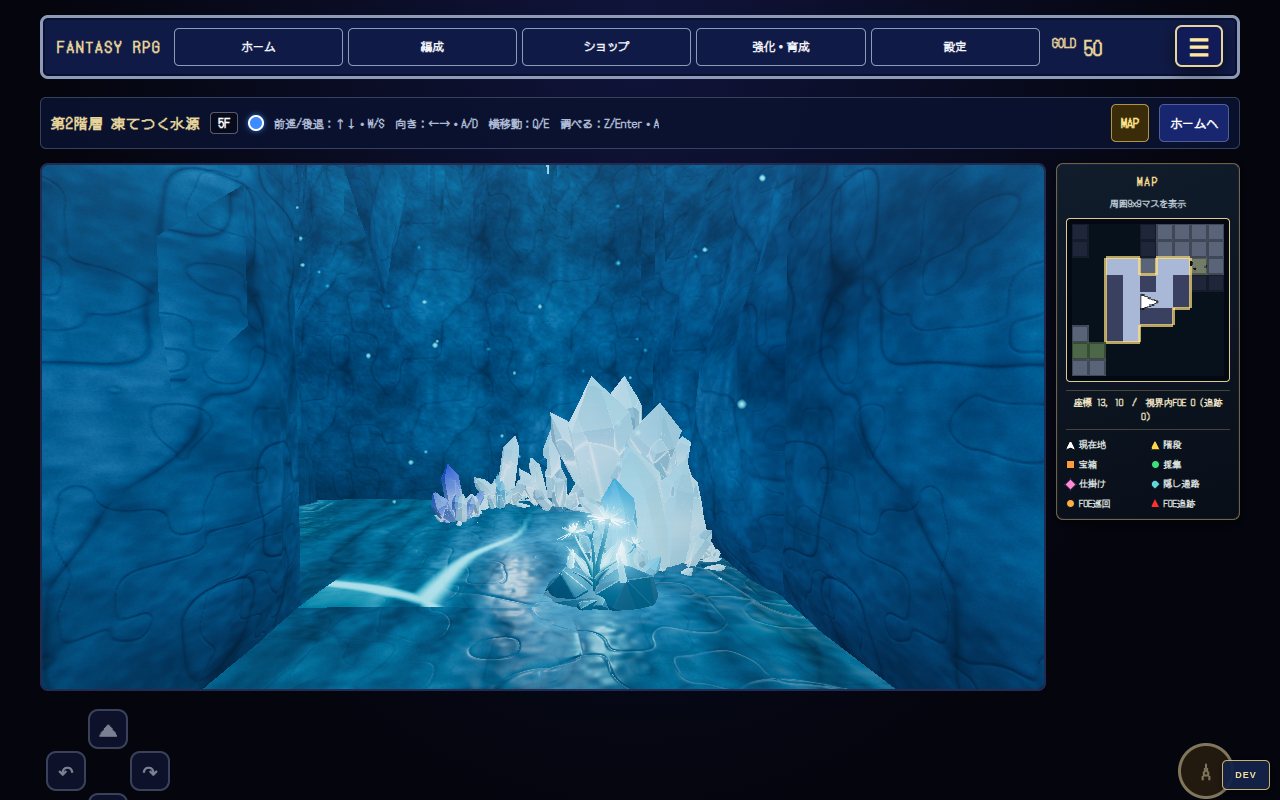 FANTASY RPG
ホーム
編成
ショップ
強化・育成
設定
GOLD 50
第2階層 凍てつく水源
5F
前進/後退：↑↓・W/S 向き：←→・A/D 横移動：Q/E 調べる：Z/Enter・A
MAP
ホームへ
1
MAP
周囲9x9マスを表示
座標 13, 10 / 視界内FOE 0（追跡
0）
現在地
階段
宝箱
採集
仕掛け
隠し通路
FOE巡回
FOE追跡
A
DEV